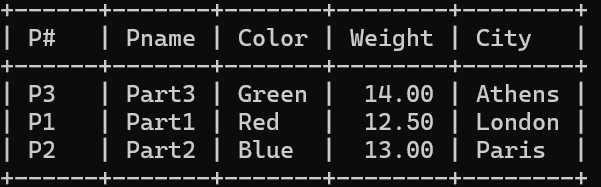 +------+-------+-------+--------+--------+
| P#   | Pname | Color | Weight | City   |
+------+-------+-------+--------+--------+
| P3   | Part3 | Green |  14.00 | Athens |
| P1   | Part1 | Red   |  12.50 | London |
| P2   | Part2 | Blue  |  13.00 | Paris  |
+------+-------+-------+--------+--------+